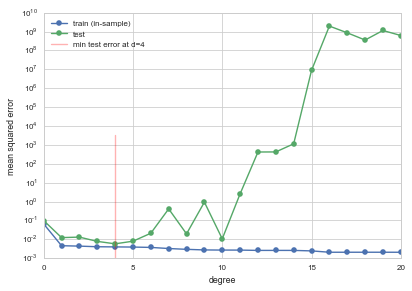 10^10
10^9
10^8
10^7
10^6
10^5
10^4
10^3
10^2
10^1
10^0
10^-1
10^-2
10^-3
mean squared error
train (in-sample)
test
min test error at d=4
0 5 10 15 20
degree